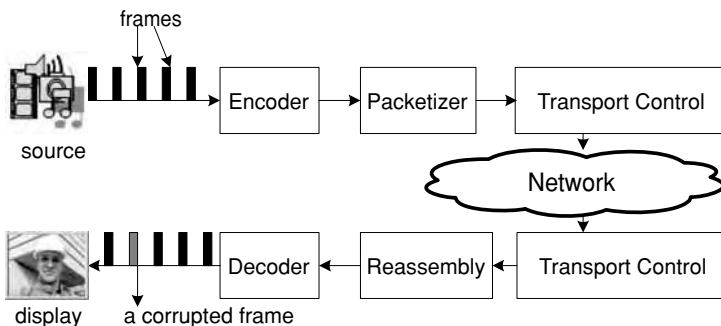 frames
Encoder
Packetizer
Transport Control
source
Network
Decoder
Reassembly
Transport Control
display
a corrupted frame